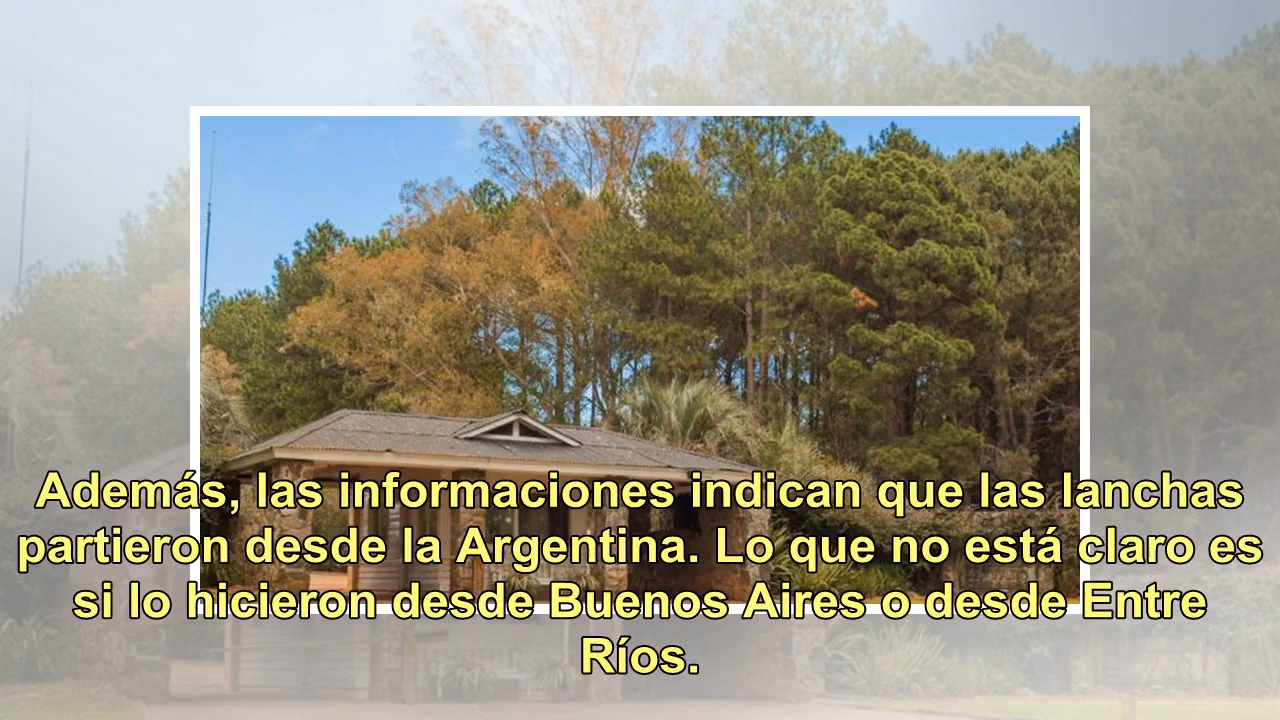 Además, las informaciones indican que las lanchas
partieron desde la Argentina. Lo que no está claro es
si lo hicieron desde Buenos Aires o desde Entre
Ríos.